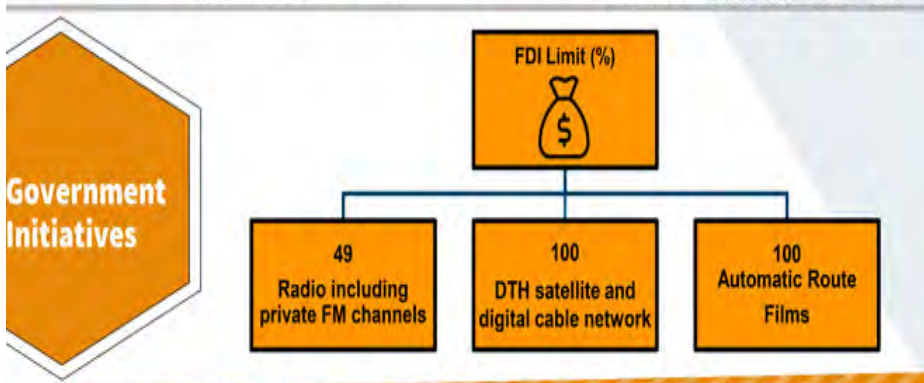 Government
Initiatives
FDI Limit (%)
$
49
Radio including
private FM channels
100
DTH satellite and
digital cable network
100
Automatic Route
Films